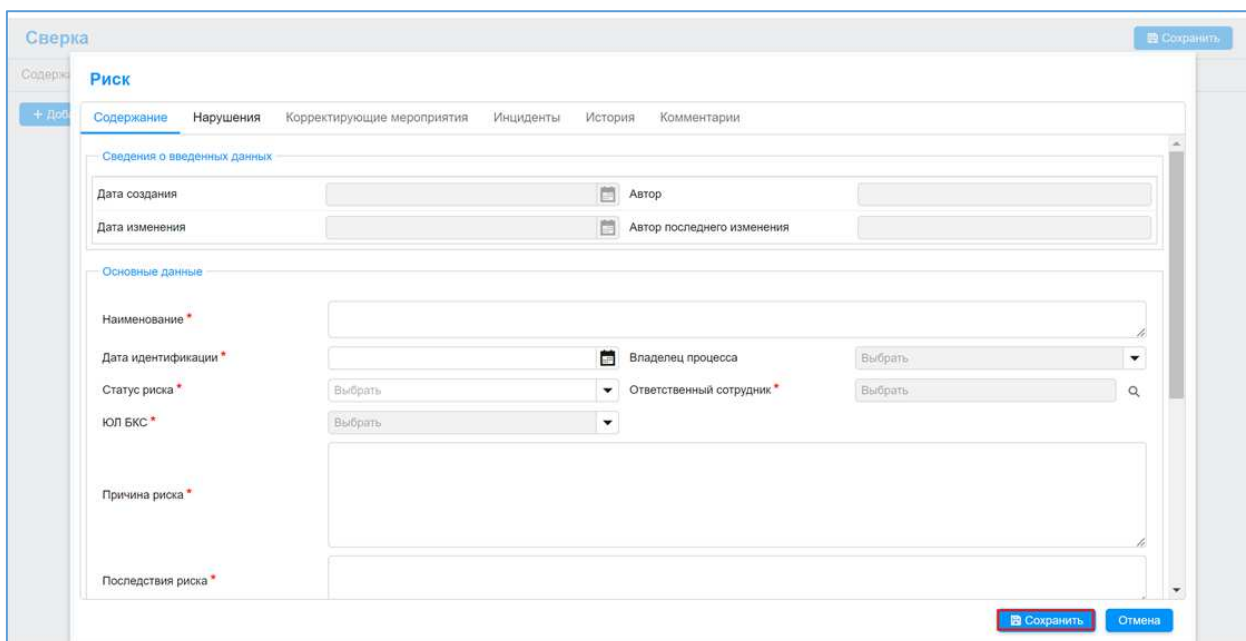 Сверка
Сохранить
Риск
Содержание Нарушения Корректирующие мероприятия Инциденты История Комментарии
Сведения о введенных данных
Дата создания Автор
Дата изменения Автор последнего изменения
Основные данные
Наименование *
Дата идентификации * Владелец процесса Выбрать
Статус риска * Выбрать Ответственный сотрудник * Выбрать
ЮЛ БКС * Выбрать
Причина риска *
Последствия риска *
Сохранить Отмена